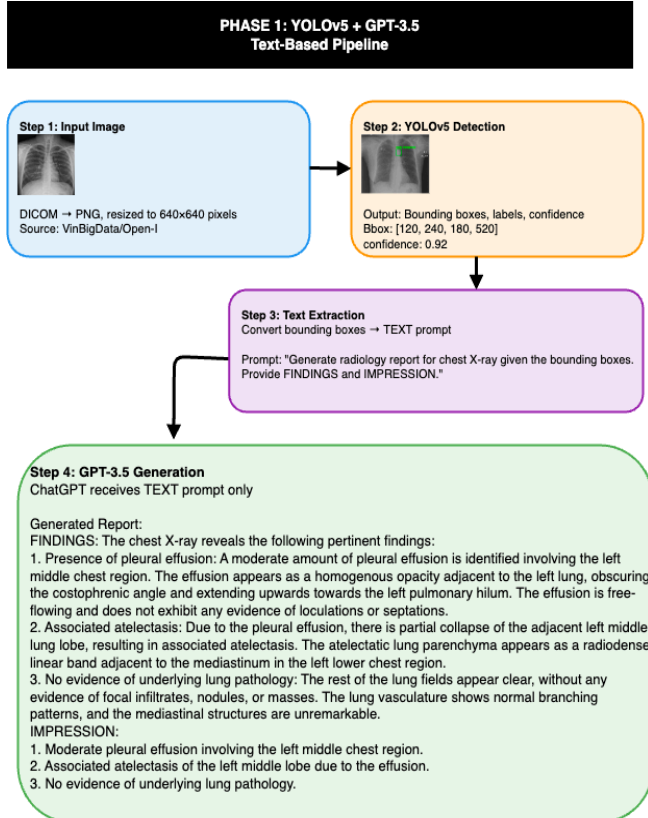 PHASE 1: YOLOv5 + GPT-3.5
Text-Based Pipeline
Step 1: Input Image
DICOM → PNG, resized to 640×640 pixels
Source: VinBigData/Open-I
Step 2: YOLOv5 Detection
Output: Bounding boxes, labels, confidence
Bbox: [120, 240, 180, 520]
confidence: 0.92
Step 3: Text Extraction
Convert bounding boxes → TEXT prompt
Prompt: "Generate radiology report for chest X-ray given the bounding boxes.
Provide FINDINGS and IMPRESSION."
Step 4: GPT-3.5 Generation
ChatGPT receives TEXT prompt only
Generated Report:
FINDINGS: The chest X-ray reveals the following pertinent findings:
1. Presence of pleural effusion: A moderate amount of pleural effusion is identified involving the left
middle chest region. The effusion appears as a homogenous opacity adjacent to the left lung, obscuring
the costophrenic angle and extending upwards towards the left pulmonary hilum. The effusion is free-
flowing and does not exhibit any evidence of loculations or septations.
2. Associated atelectasis: Due to the pleural effusion, there is partial collapse of the adjacent left middle
lung lobe, resulting in associated atelectasis. The atelectatic lung parenchyma appears as a radiodense
linear band adjacent to the mediastinum in the left lower chest region.
3. No evidence of underlying lung pathology: The rest of the lung fields appear clear, without any
evidence of focal infiltrates, nodules, or masses. The lung vasculature shows normal branching
patterns, and the mediastinal structures are unremarkable.
IMPRESSION:
1. Moderate pleural effusion involving the left middle chest region.
2. Associated atelectasis of the left middle lobe due to the effusion.
3. No evidence of underlying lung pathology.